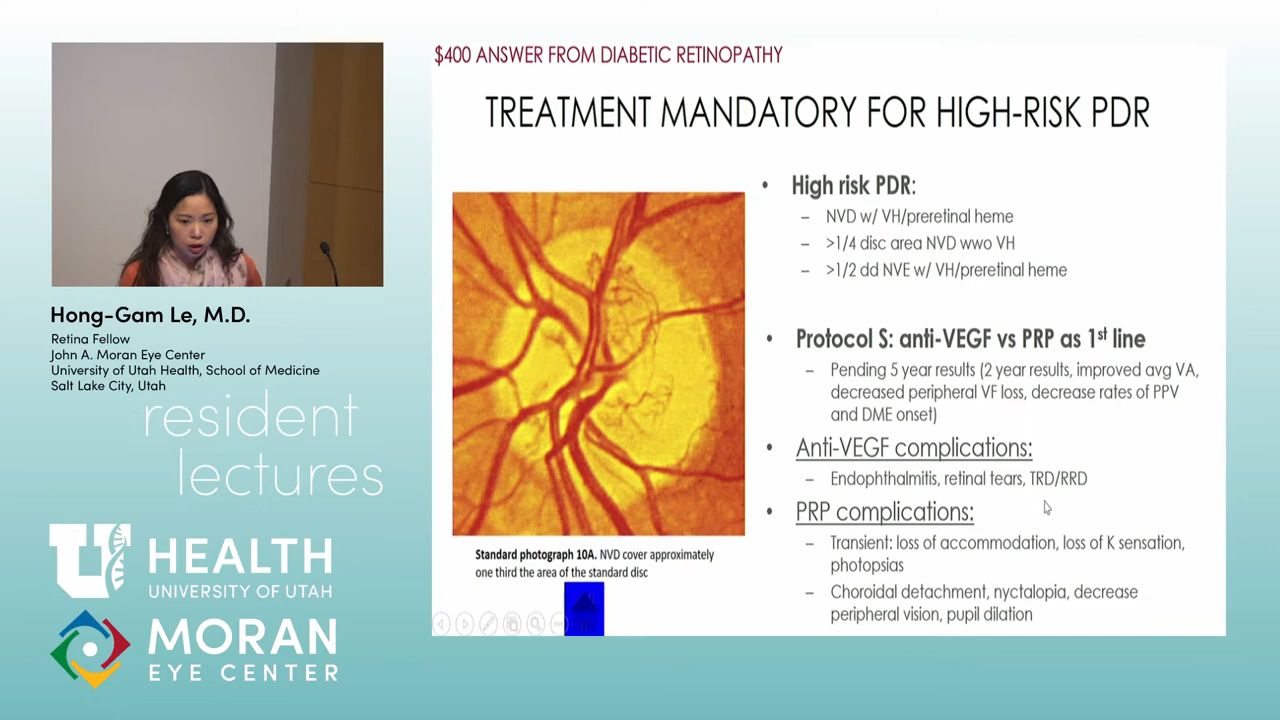 $400 ANSWER FROM DIABETIC RETINOPATHY
TREATMENT MANDATORY FOR HIGH-RISK PDR
• High risk PDR:
– NVD w/ VH/preretinal heme
– >1/4 disc area NVD wwo VH
– >1/2 dd NVE w/ VH/preretinal heme
• Protocol S: anti-VEGF vs PRP as 1st line
– Pending 5 year results (2 year results, improved avg VA,
decreased peripheral VF loss, decrease rates of PPV
and DME onset)
• Anti-VEGF complications:
– Endophthalmitis, retinal tears, TRD/RRD
• PRP complications:
– Transient: loss of accommodation, loss of K sensation,
photopsias
– Choroidal detachment, nyctalopia, decrease
peripheral vision, pupil dilation
Standard photograph 10A. NVD cover approximately
one third the area of the standard disc
Hong-Gam Le, M.D.
Retina Fellow
John A. Moran Eye Center
University of Utah Health, School of Medicine
Salt Lake City, Utah
resident
lectures
U HEALTH
UNIVERSITY OF UTAH
MORAN
EYE CENTER